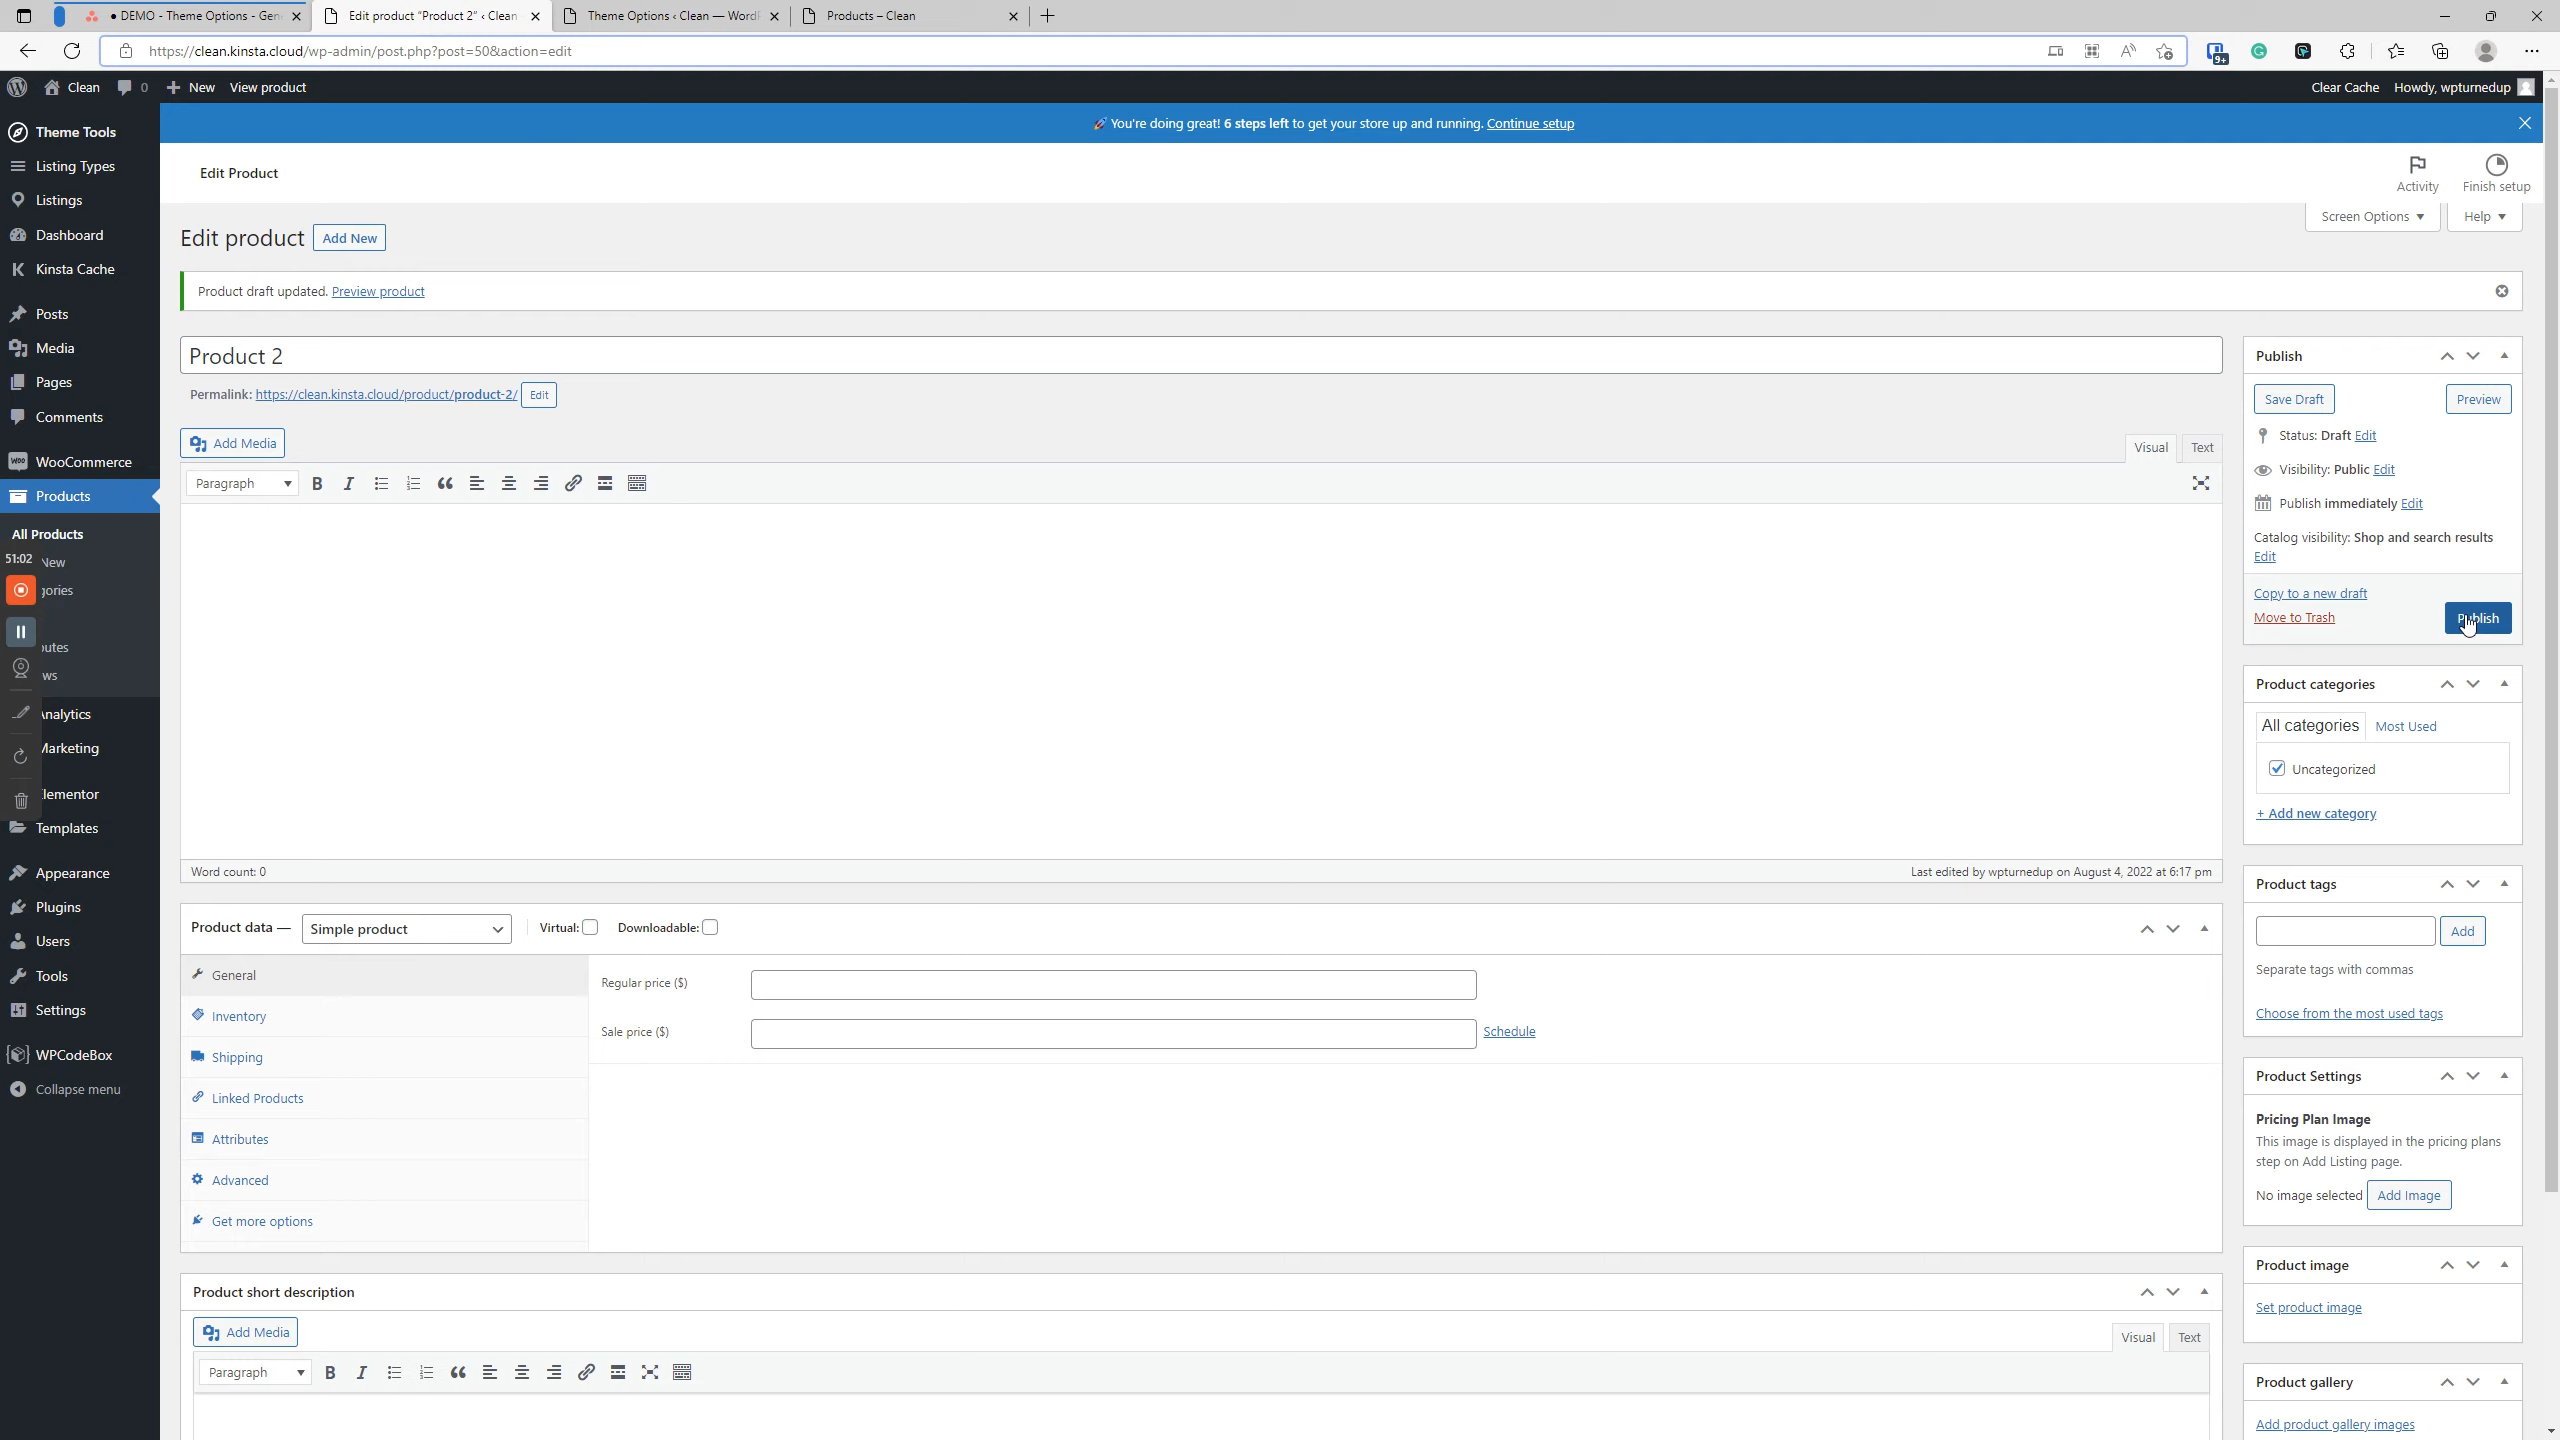 • DEMO - Theme Options - Gen
Edit product “Product 2” ‹ Clean
Theme Options ‹ Clean — WordP
Products – Clean
https://clean.kinsta.cloud/wp-admin/post.php?post=50&action=edit
9+
Clean
0
New
View product
Clear Cache
Howdy, wpturnedup
🚀 You're doing great! 6 steps left to get your store up and running. Continue setup
Theme Tools
Listing Types
Listings
Dashboard
Kinsta Cache
Posts
Media
Pages
Comments
WooCommerce
Products
All Products
51:02
New
gories
utes
ws
Analytics
Marketing
Elementor
Templates
Appearance
Plugins
Users
Tools
Settings
WPCodeBox
Collapse menu
Edit Product
Activity
Finish setup
Screen Options
Help
Edit product
Add New
Product draft updated. Preview product
Product 2
Permalink: https://clean.kinsta.cloud/product/product-2/ Edit
Add Media
Visual
Text
Paragraph
B
I
Word count: 0
Last edited by wpturnedup on August 4, 2022 at 6:17 pm
Product data —
Simple product
Virtual:
Downloadable:
General
Inventory
Shipping
Linked Products
Attributes
Advanced
Get more options
Regular price ($)
Sale price ($)
Schedule
Product short description
Add Media
Visual
Text
Paragraph
B
I
Publish
Save Draft
Preview
Status: Draft Edit
Visibility: Public Edit
Publish immediately Edit
Catalog visibility: Shop and search results
Edit
Copy to a new draft
Move to Trash
Publish
Product categories
All categories
Most Used
Uncategorized
+ Add new category
Product tags
Add
Separate tags with commas
Choose from the most used tags
Product Settings
Pricing Plan Image
This image is displayed in the pricing plans
step on Add Listing page.
No image selected
Add Image
Product image
Set product image
Product gallery
Add product gallery images